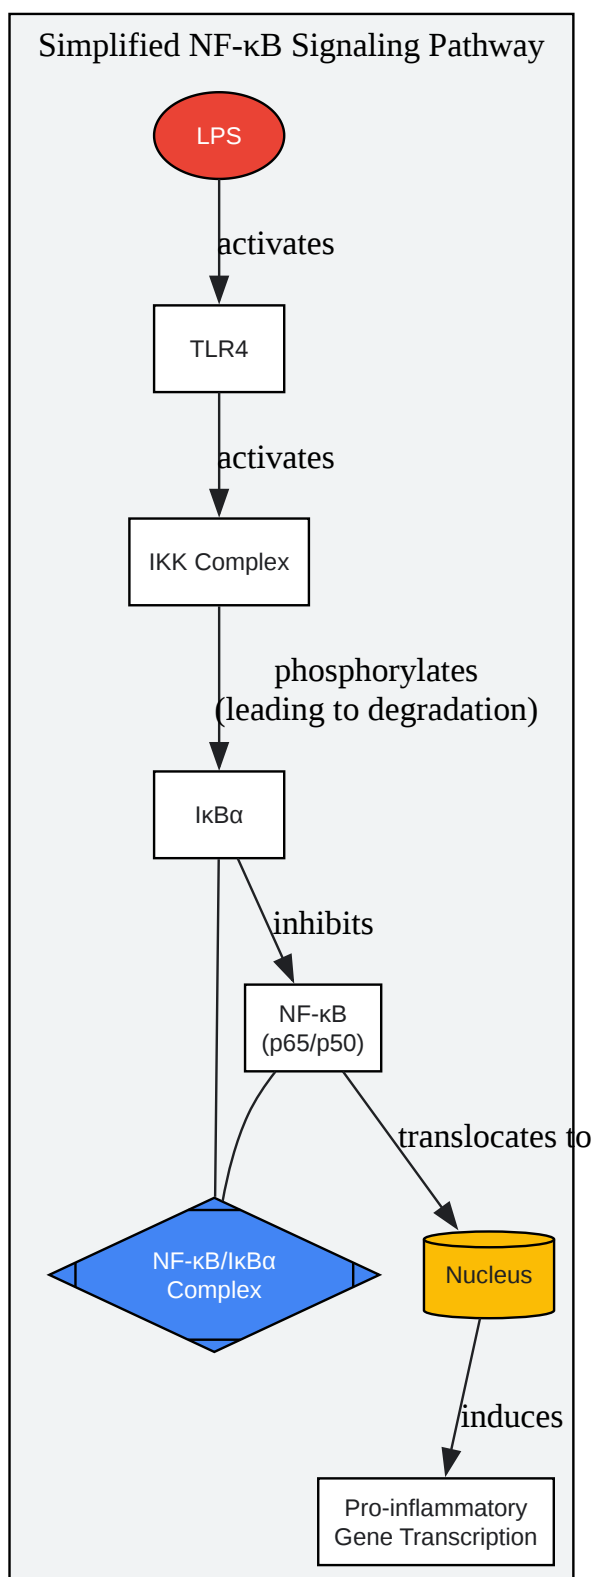 Simplified NF-κB Signaling Pathway
LPS
activates
TLR4
activates
IKK Complex
phosphorylates
(leading to degradation)
IκBα
inhibits
NF-κB
(p65/p50)
translocates to
NF-κB/IκBα
Complex
Nucleus
induces
Pro-inflammatory
Gene Transcription